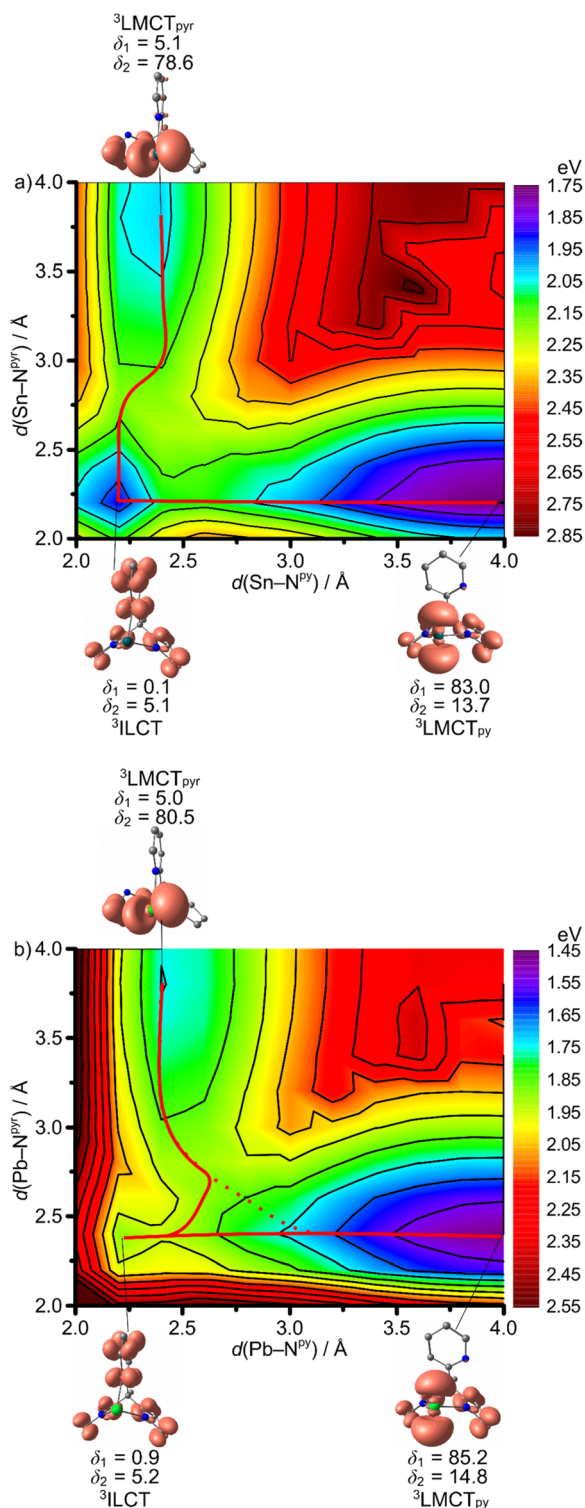 ³LMCTpyr
δ₁ = 5.1
δ₂ = 78.6
a)
eV
4.0
3.5
3.0
2.5
2.0
d(Sn–Nᵖʸʳ) / Å
2.0 2.5 3.0 3.5 4.0
d(Sn–Nᵖʸ) / Å
1.75
1.85
1.95
2.05
2.15
2.25
2.35
2.45
2.55
2.65
2.75
2.85
δ₁ = 0.1
δ₂ = 5.1
³ILCT
δ₁ = 83.0
δ₂ = 13.7
³LMCTpy
³LMCTpyr
δ₁ = 5.0
δ₂ = 80.5
b)
eV
4.0
3.5
3.0
2.5
2.0
d(Pb–Nᵖʸʳ) / Å
2.0 2.5 3.0 3.5 4.0
d(Pb–Nᵖʸ) / Å
1.45
1.55
1.65
1.75
1.85
1.95
2.05
2.15
2.25
2.35
2.45
2.55
δ₁ = 0.9
δ₂ = 5.2
³ILCT
δ₁ = 85.2
δ₂ = 14.8
³LMCTpy